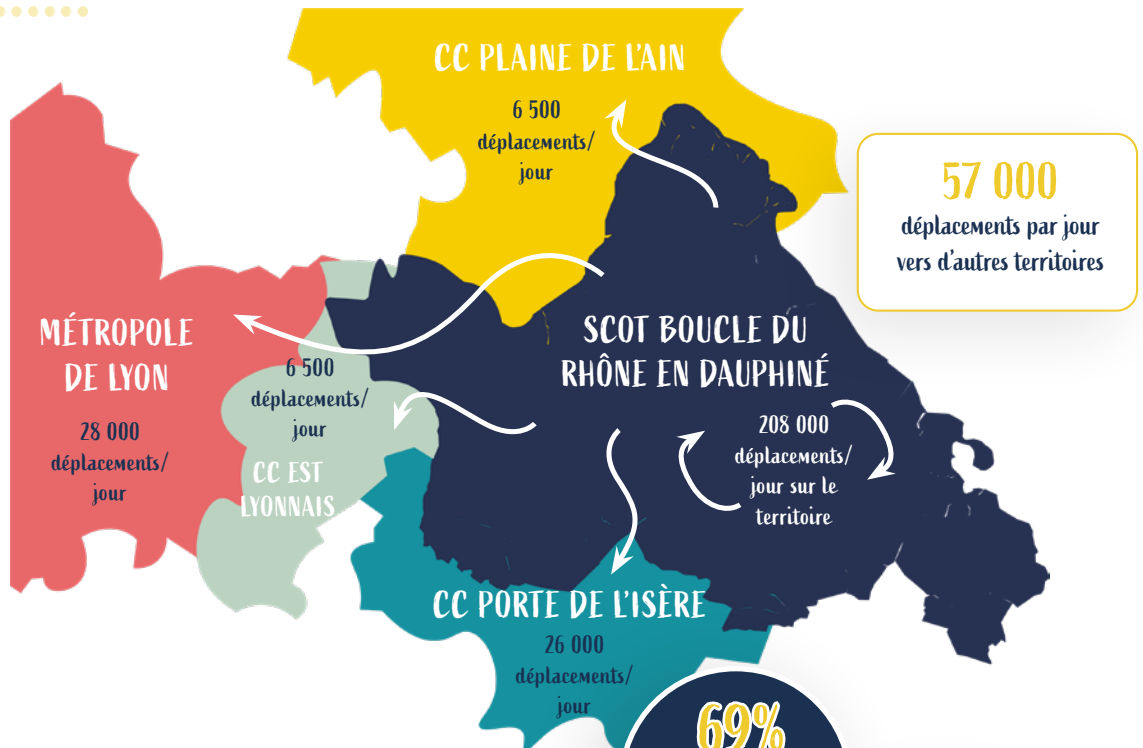 CC PLAINE DE L'AIN
6 500
déplacements/
jour
57 000
déplacements par jour
vers d'autres territoires
MÉTROPOLE
DE LYON
28 000
déplacements/
jour
6 500
déplacements/
jour
CC EST
LYONNAIS
SCOT BOUCLE DU
RHÔNE EN DAUPHINÉ
208 000
déplacements/
jour sur le
territoire
CC PORTE DE L'ISÈRE
26 000
déplacements/
jour
69%